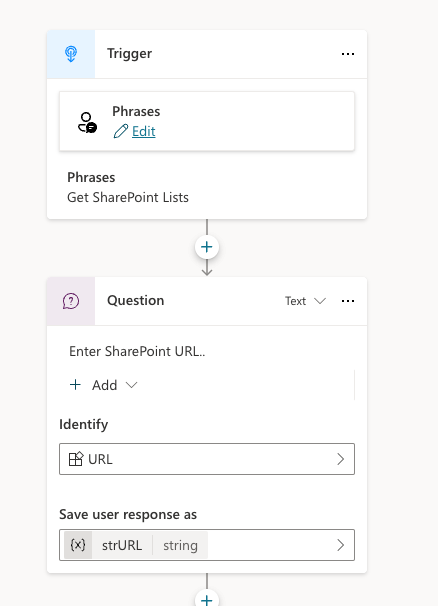 Trigger
Phrases
Edit
Phrases
Get SharePoint Lists
Question
Text
Enter SharePoint URL..
Add
Identify
URL
Save user response as
{x} strURL string